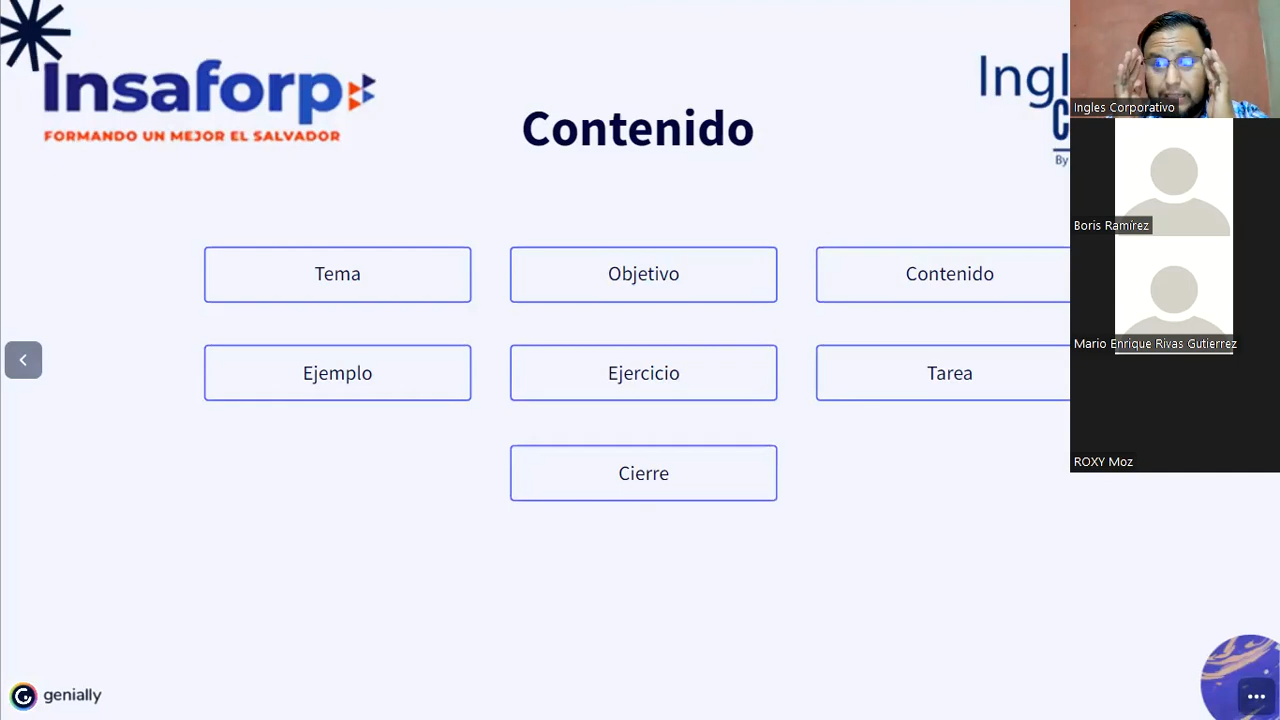 Insaforp
FORMANDO UN MEJOR EL SALVADOR
Contenido
Ingl
C
By
Tema
Objetivo
Contenido
Ejemplo
Ejercicio
Tarea
Cierre
genially
Ingles Corporativo
Boris Ramírez
Mario Enrique Rivas Gutierrez
ROXY Moz